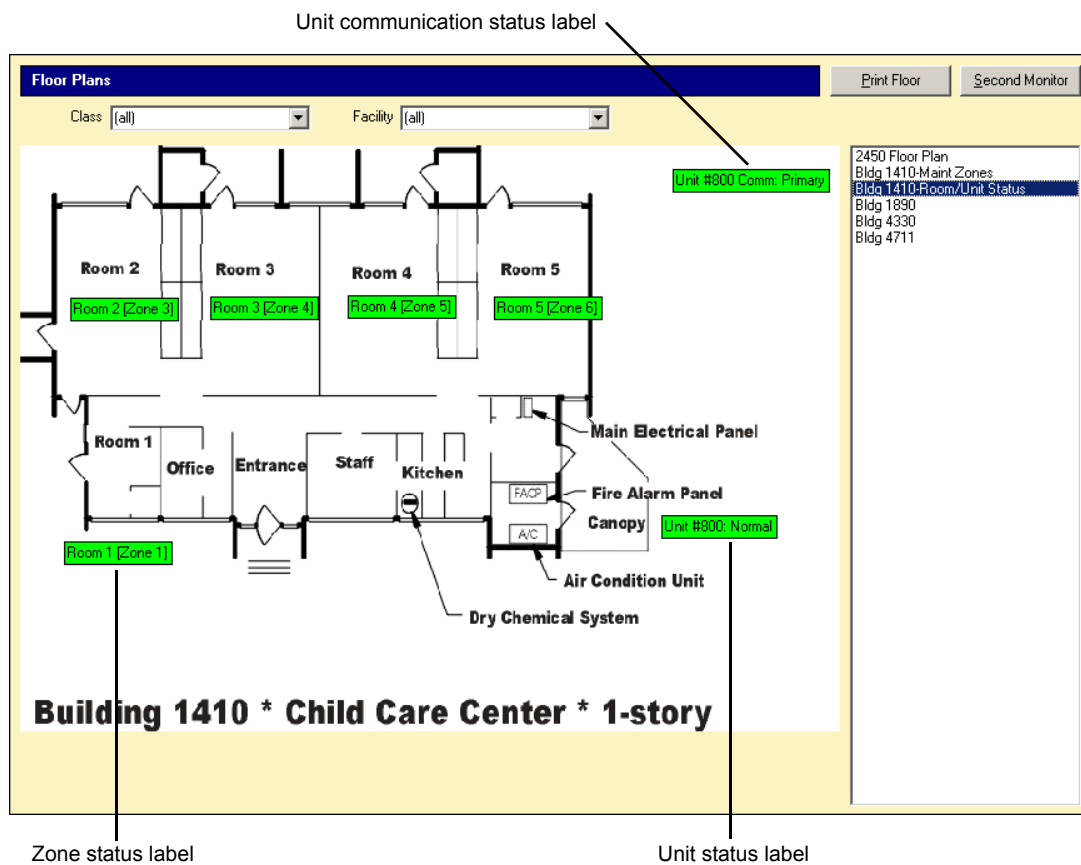 Unit communication status label
Floor Plans
Print Floor
Second Monitor
Class (all)
Facility (all)
2450 Floor Plan
Bldg 1410-Maint Zones
Bldg 1410-Room/Unit Status
Bldg 1890
Bldg 4330
Bldg 4711
Unit #800 Comm: Primary
Room 2
Room 3
Room 4
Room 5
Room 2 [Zone 3]
Room 3 [Zone 4]
Room 4 [Zone 5]
Room 5 [Zone 6]
Room 1
Office
Entrance
Staff
Kitchen
Main Electrical Panel
FACP
Fire Alarm Panel
Canopy
Unit #800: Normal
A/C
Room 1 [Zone 1]
Air Condition Unit
Dry Chemical System
Building 1410 * Child Care Center * 1-story
Zone status label
Unit status label